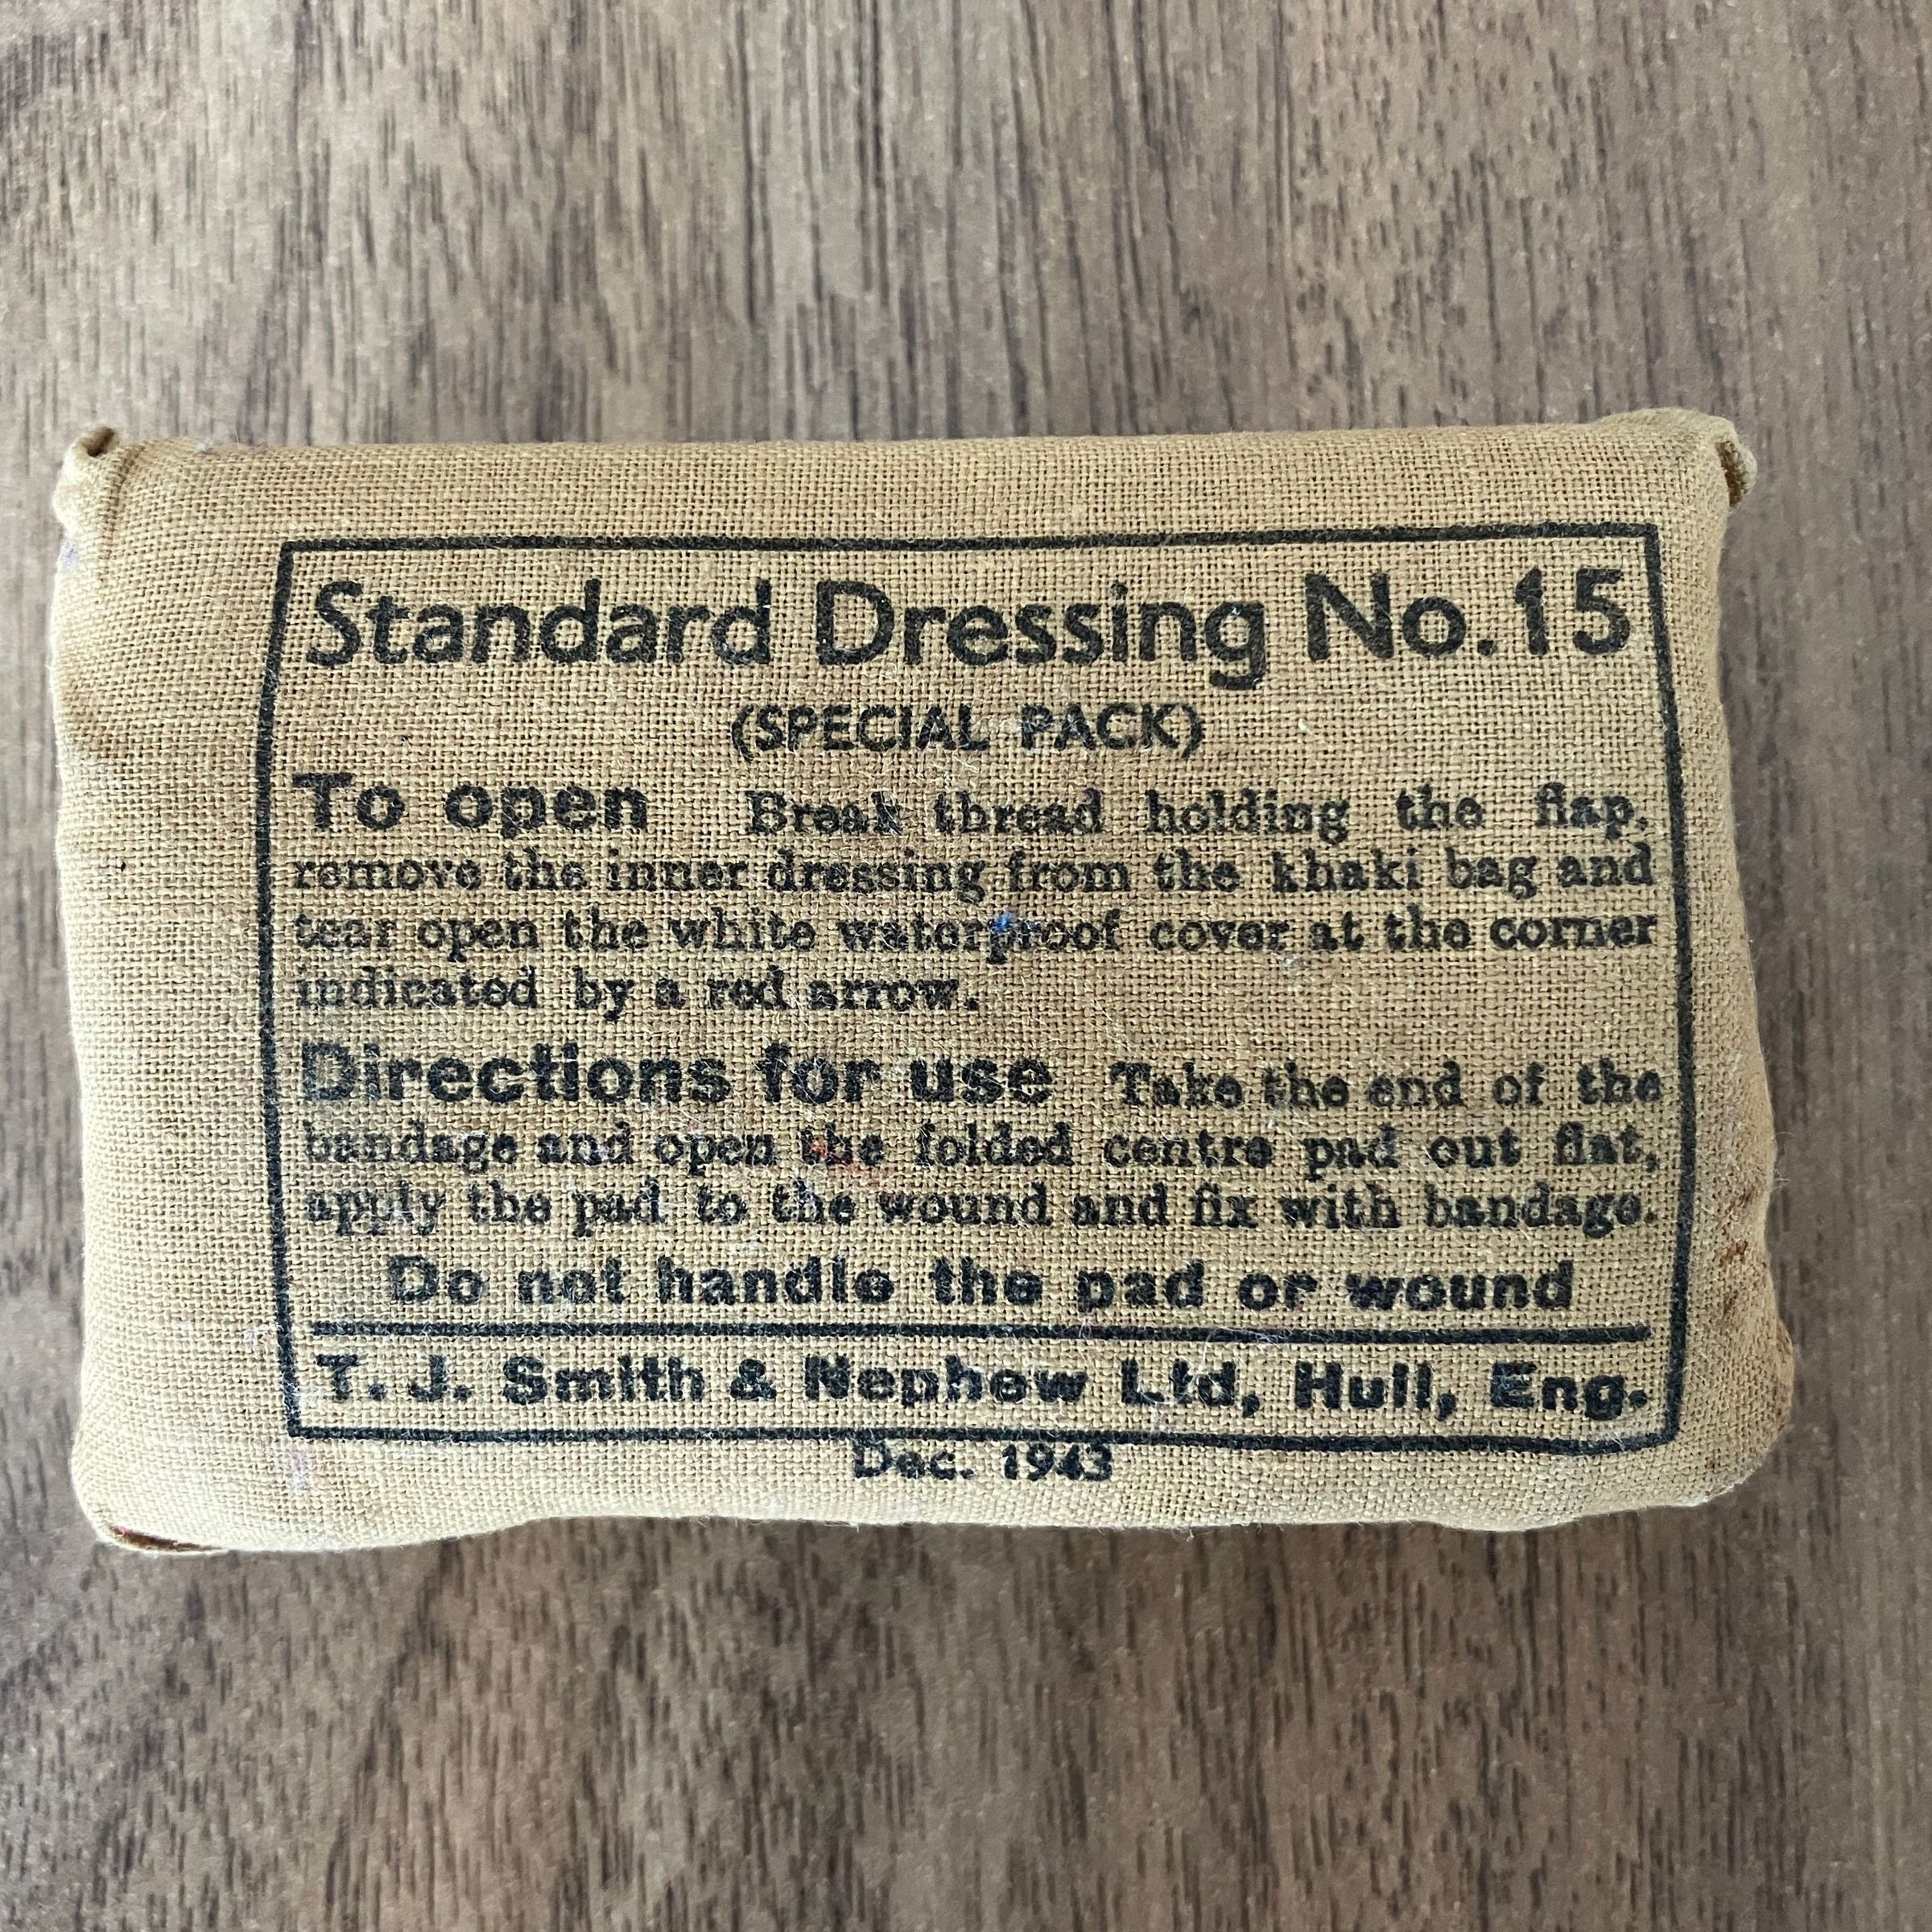 Standard Dressing No. 15
(SPECIAL PACK)
To open Break thread holding the flap,
remove the inner dressing from the khaki bag and
tear open the white waterproof cover at the corner
indicated by a red arrow.
Directions for use Take the end of the
bandage and open the folded centre pad out flat,
apply the pad to the wound and fix with bandage.
Do not handle the pad or wound
T. J. Smith & Nephew Ltd, Hull, Eng.
Dec. 1943